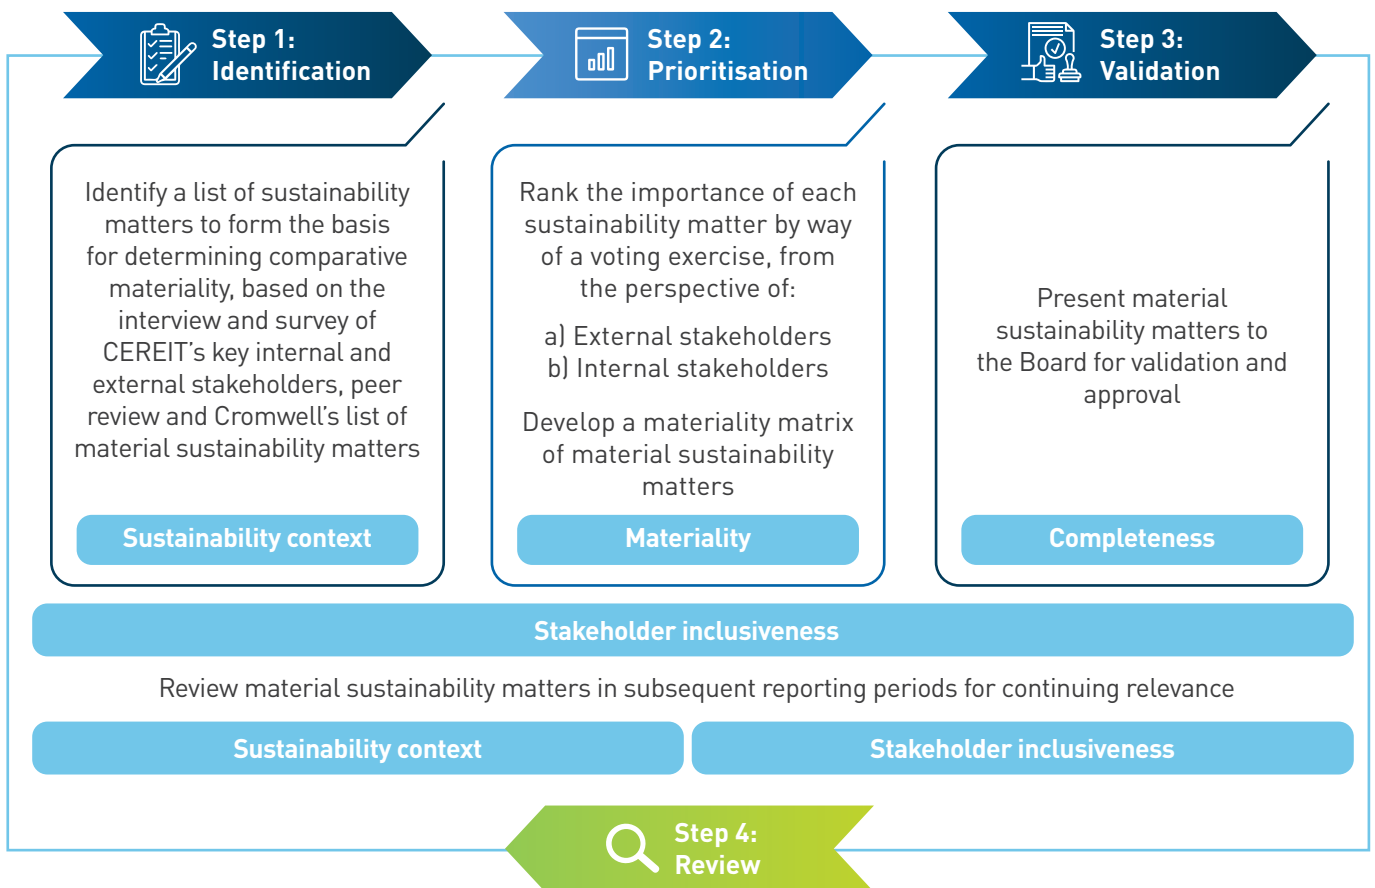 Step 1:
Identification
Identify a list of sustainability
matters to form the basis
for determining comparative
materiality, based on the
interview and survey of
CEREIT’s key internal and
external stakeholders, peer
review and Cromwell’s list of
material sustainability matters
Sustainability context
Step 2:
Prioritisation
Rank the importance of each
sustainability matter by way
of a voting exercise, from
the perspective of:
a) External stakeholders
b) Internal stakeholders
Develop a materiality matrix
of material sustainability
matters
Materiality
Step 3:
Validation
Present material
sustainability matters to
the Board for validation and
approval
Completeness
Stakeholder inclusiveness
Review material sustainability matters in subsequent reporting periods for continuing relevance
Sustainability context
Stakeholder inclusiveness
Step 4:
Review